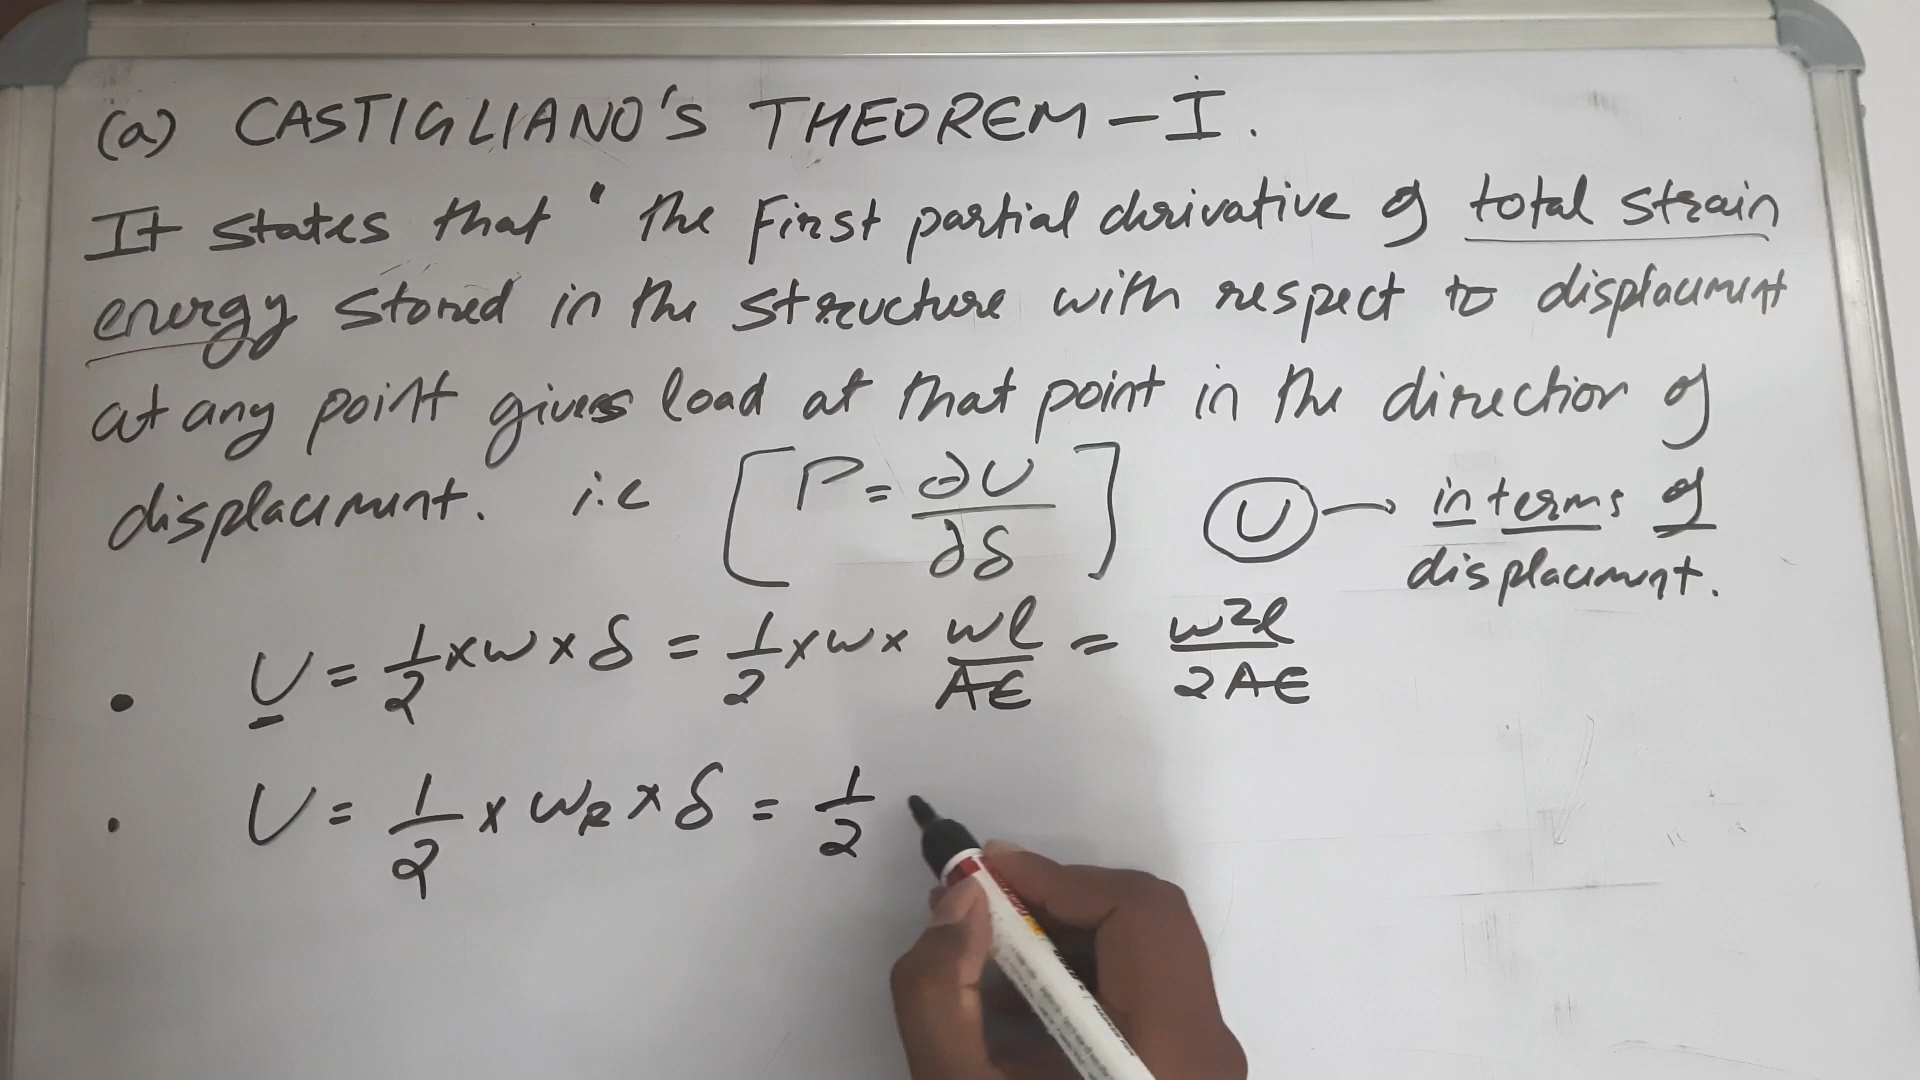 (a) CASTIGLIANO'S THEOREM - I.
It states that " the First partial derivative of total strain
energy stored in the structure with respect to displacement
at any point gives load at that point in the direction of
displacement. i.e [P = ∂U/∂δ] U → in terms of
displacement.
• U = 1/2 × w × δ = 1/2 × w × wl/AE = w²l/2AE
• U = 1/2 × wR × δ = 1/2